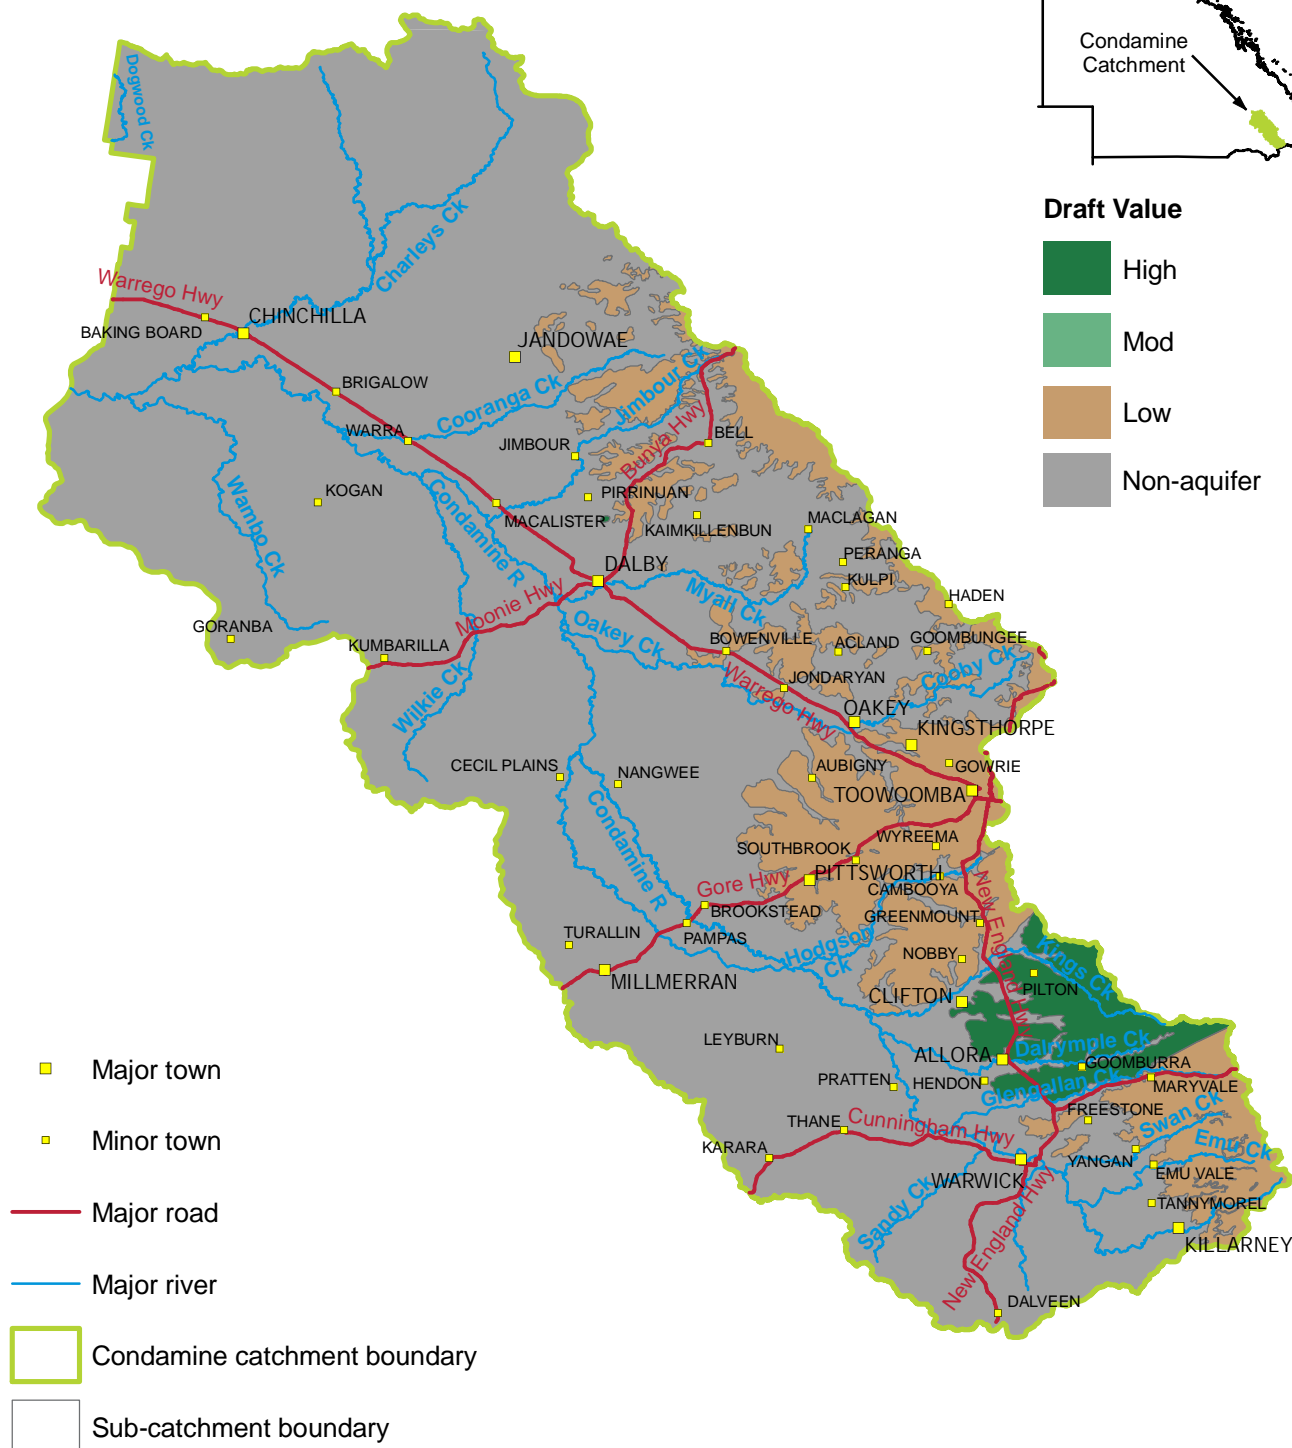 Condamine
Catchment
Draft Value
High
Mod
Low
Non-aquifer
Dogwood Ck
Charleys Ck
Warrego Hwy
CHINCHILLA
BAKING BOARD
JANDOWAE
BRIGALOW
Cooranga Ck
Jimbour Ck
WARRA
JIMBOUR
Bunya Hwy
BELL
KOGAN
Wambo Ck
Condamine R
PIRRINUAN
MACALISTER
KAIMKILLENBUN
MACLAGAN
PERANGA
DALBY
KULPI
Myall Ck
HADEN
Moonie Hwy
GORANBA
KUMBARILLA
Oakey Ck
BOWENVILLE
ACLAND
GOOMBUNGEE
Cooby Ck
JONDARYAN
Wilkie Ck
Warrego Hwy
OAKEY
KINGSTHORPE
CECIL PLAINS
NANGWEE
AUBIGNY
GOWRIE
TOOWOOMBA
Condamine R
WYREEMA
SOUTHBROOK
PITTSWORTH
Gore Hwy
CAMBOOYA
BROOKSTEAD
GREENMOUNT
New England Hwy
TURALLIN
PAMPAS
Hodgson
Ck
NOBBY
Kings Ck
MILLMERRAN
PILTON
CLIFTON
LEYBURN
ALLORA
Dalrymple Ck
GOOMBURRA
PRATTEN
HENDON
Glengallan Ck
MARYVALE
THANE
Cunningham Hwy
FREESTONE
Swan Ck
Emu Ck
KARARA
YANGAN
EMU VALE
WARWICK
Sandy Ck
TANNYMOREL
KILLARNEY
New England Hwy
DALVEEN
Major town
Minor town
Major road
Major river
Condamine catchment boundary
Sub-catchment boundary